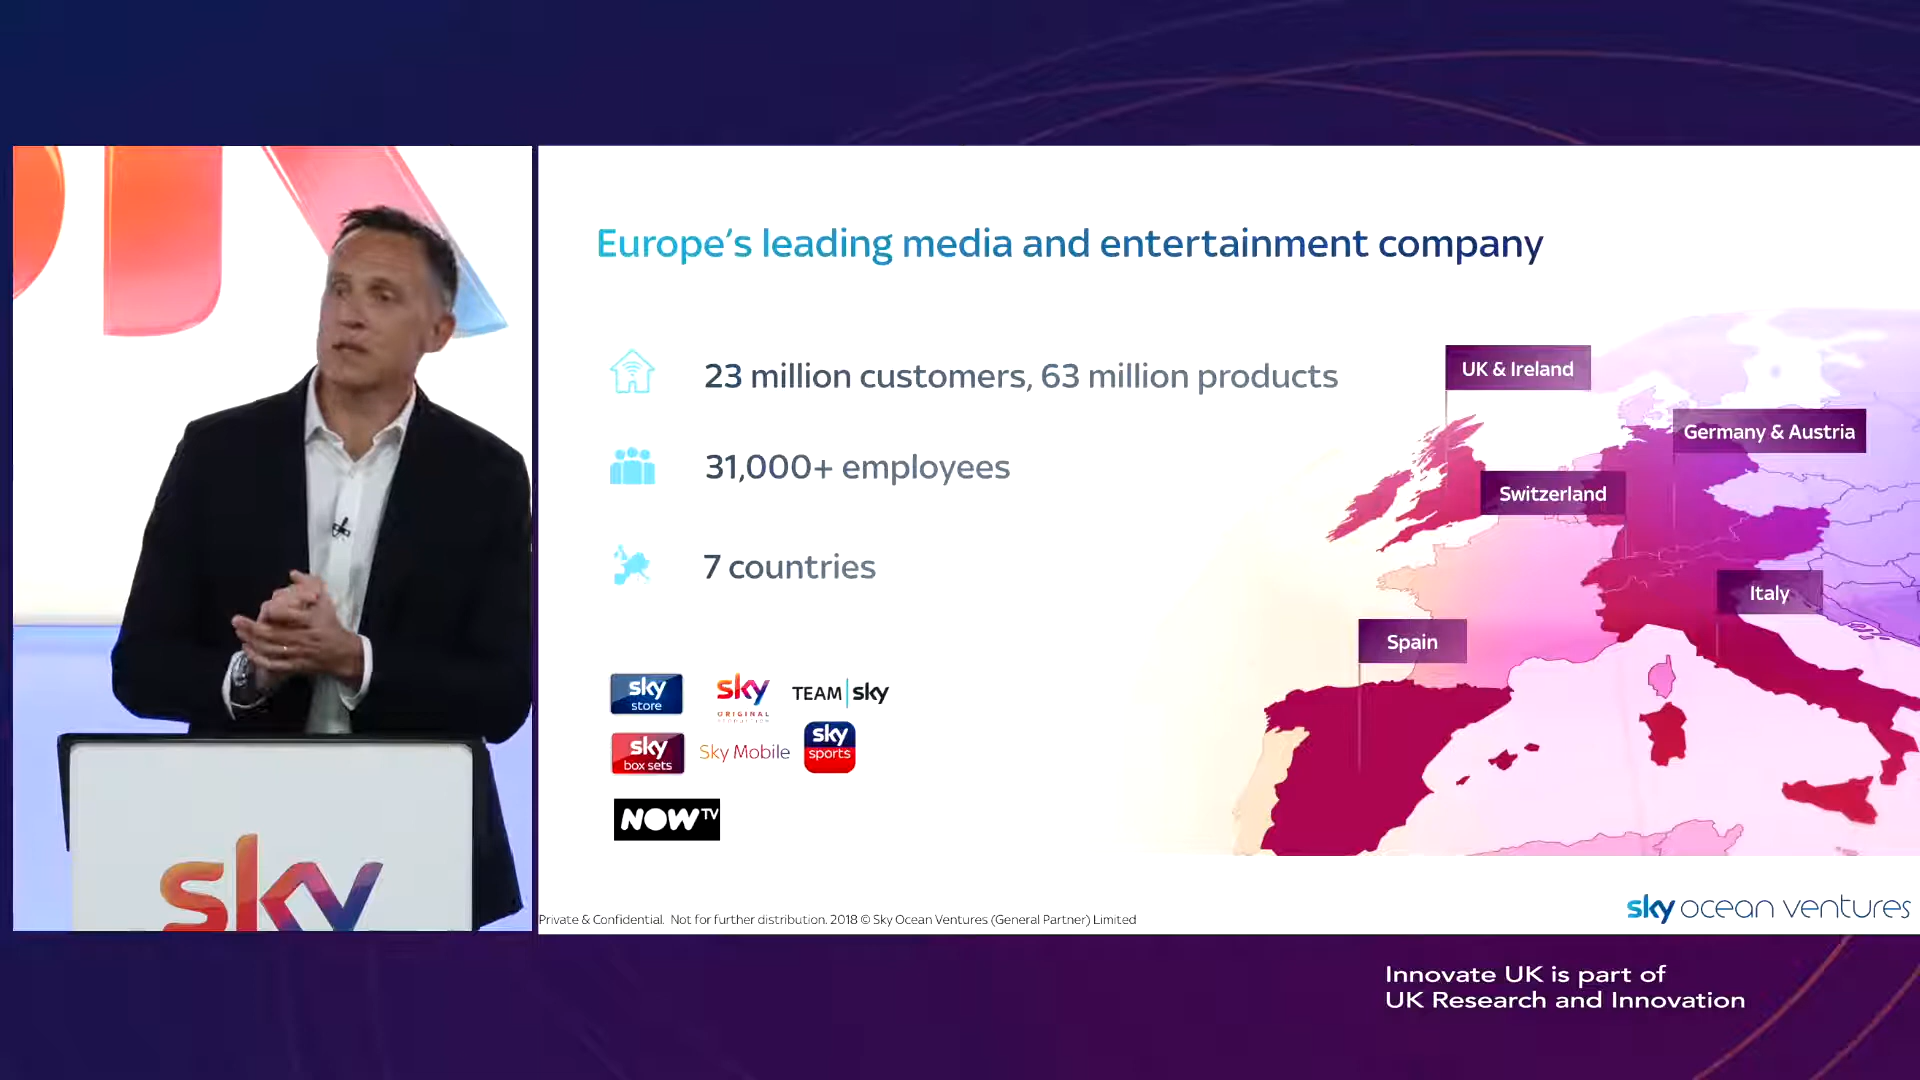 Europe's leading media and entertainment company
23 million customers, 63 million products
31,000+ employees
7 countries
UK & Ireland
Germany & Austria
Switzerland
Italy
Spain
sky
store
sky
ORIGINAL
TEAM sky
sky
box sets
Sky Mobile
sky
sports
NOW TV
sky
Private & Confidential. Not for further distribution. 2018 © Sky Ocean Ventures (General Partner) Limited
sky ocean ventures
Innovate UK is part of
UK Research and Innovation